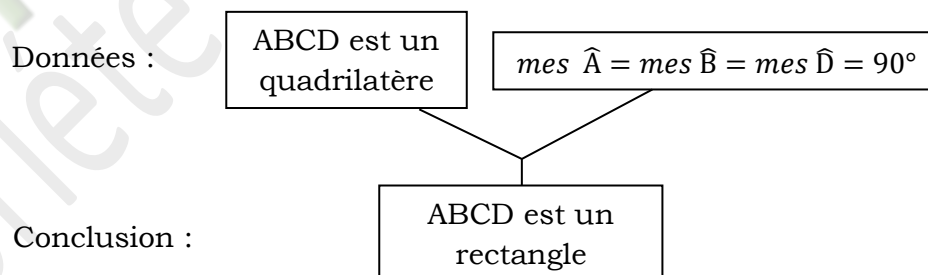 Données :
ABCD est un
quadrilatère
mes Â = mes B̂ = mes D̂ = 90°
Conclusion :
ABCD est un
rectangle